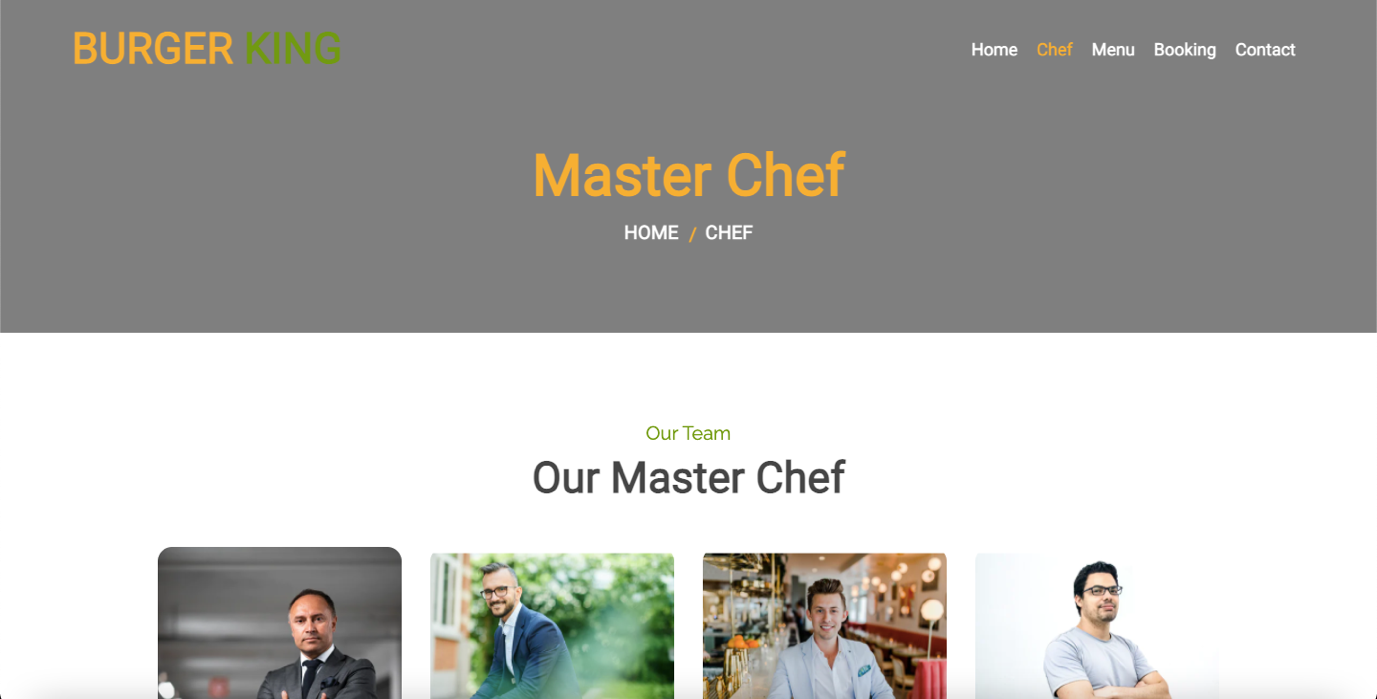 BURGER KING
Home Chef Menu Booking Contact
Master Chef
HOME / CHEF
Our Team
Our Master Chef